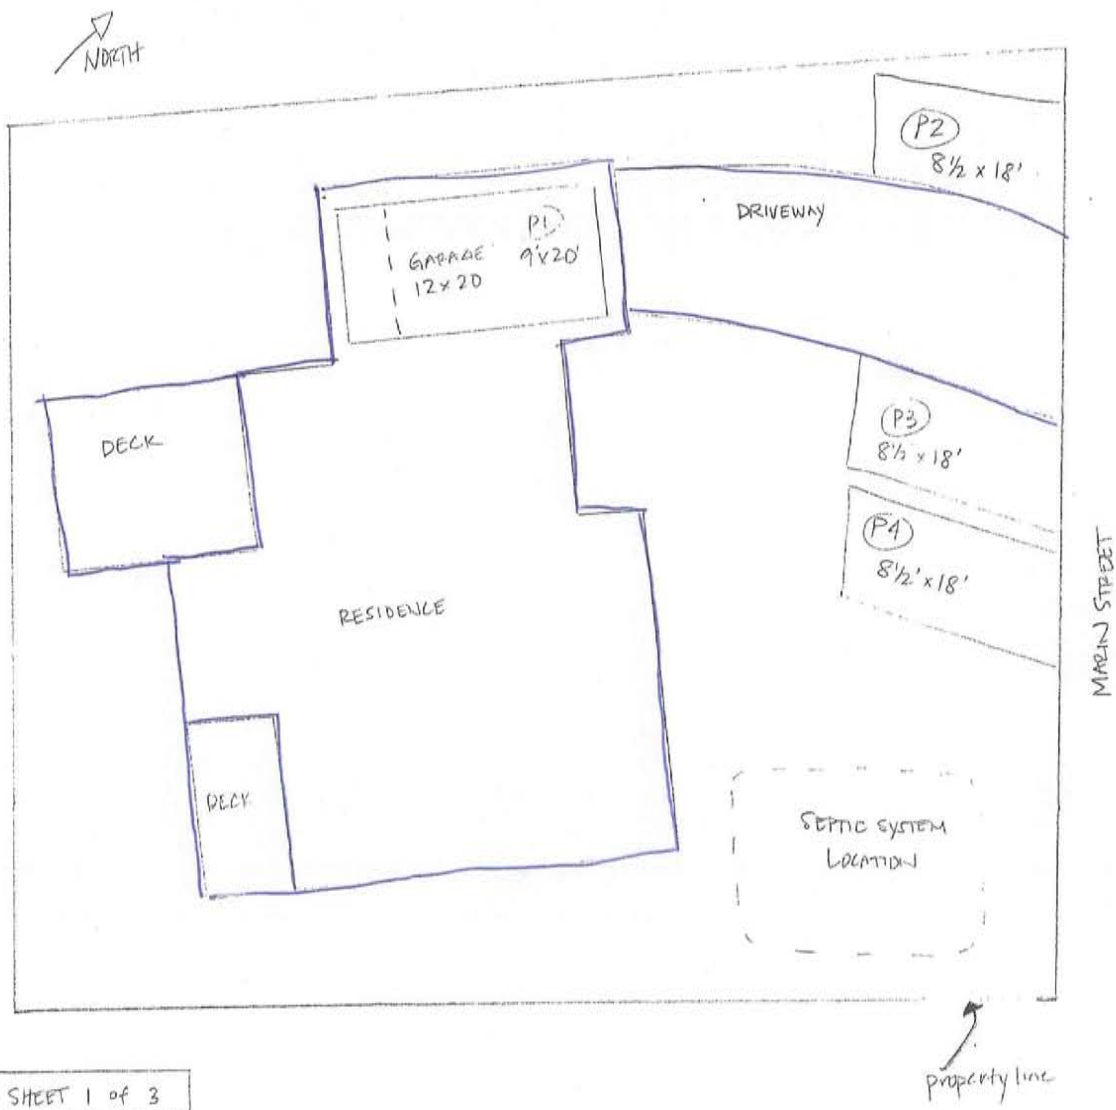 NORTH
P2
8½ x 18'
DRIVEWAY
P1
GARAGE
9'x20'
12x20
DECK
P3
8½ x 18'
P4
8½' x 18'
MARIN STREET
RESIDENCE
DECK
SEPTIC SYSTEM
LOCATION
property line
SHEET 1 of 3